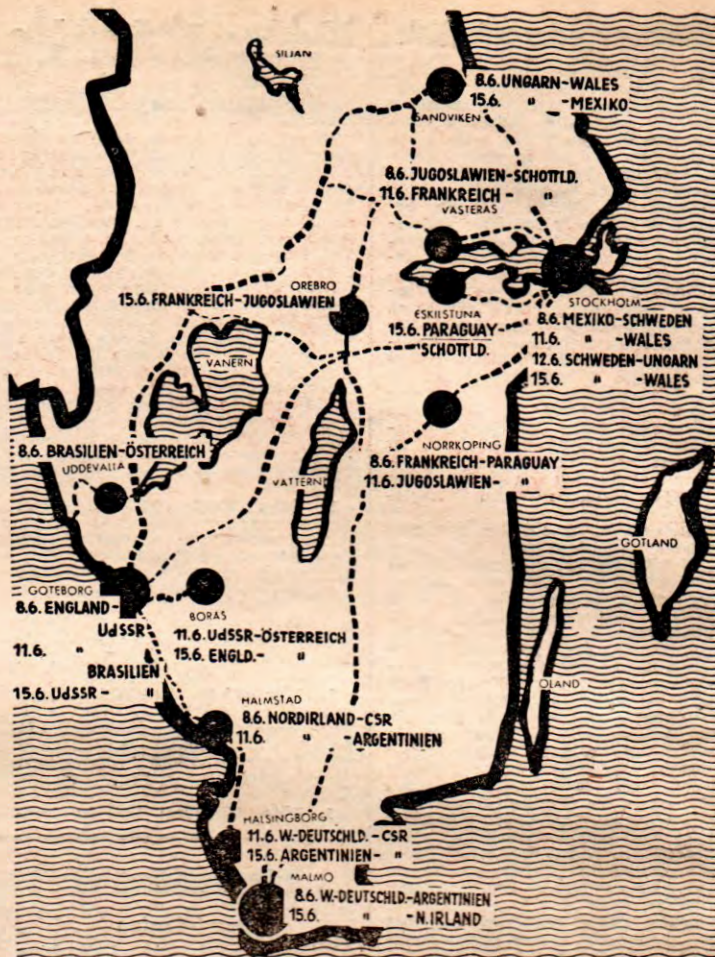 SILJAN
8.6. UNGARN-WALES
15.6. " -MEXIKO
SANDVIKEN
8.6. JUGOSLAWIEN-SCHOTTLD.
11.6. FRANKREICH - "
VASTERAS
OREBRO
15.6. FRANKREICH-JUGOSLAWIEN
ESKILSTUNA
15.6. PARAGUAY-
SCHOTTLD.
STOCKHOLM
8.6. MEXIKO-SCHWEDEN
11.6. " -WALES
12.6. SCHWEDEN-UNGARN
15.6. " -WALES
VANERN
NORRKOPING
8.6. FRANKREICH-PARAGUAY
11.6. JUGOSLAWIEN- "
8.6. BRASILIEN-ÖSTERREICH
UDDEVALLA
VATTERN
GOTLAND
GOTEBORG
8.6. ENGLAND-
UdSSR
11.6. "
BRASILIEN
15.6. UdSSR- "
BORAS
11.6. UdSSR-ÖSTERREICH
15.6. ENGLD.- "
OLAND
HALMSTAD
8.6. NORDIRLAND-CSR
11.6. " -ARGENTINIEN
HALSINGBORG
11.6. W.-DEUTSCHLD.-CSR
15.6. ARGENTINIEN- "
MALMO
8.6. W.-DEUTSCHLD.-ARGENTINIEN
15.6. " -N.IRLAND